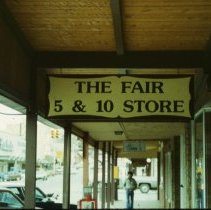 THE FAIR
5 & 10 STORE